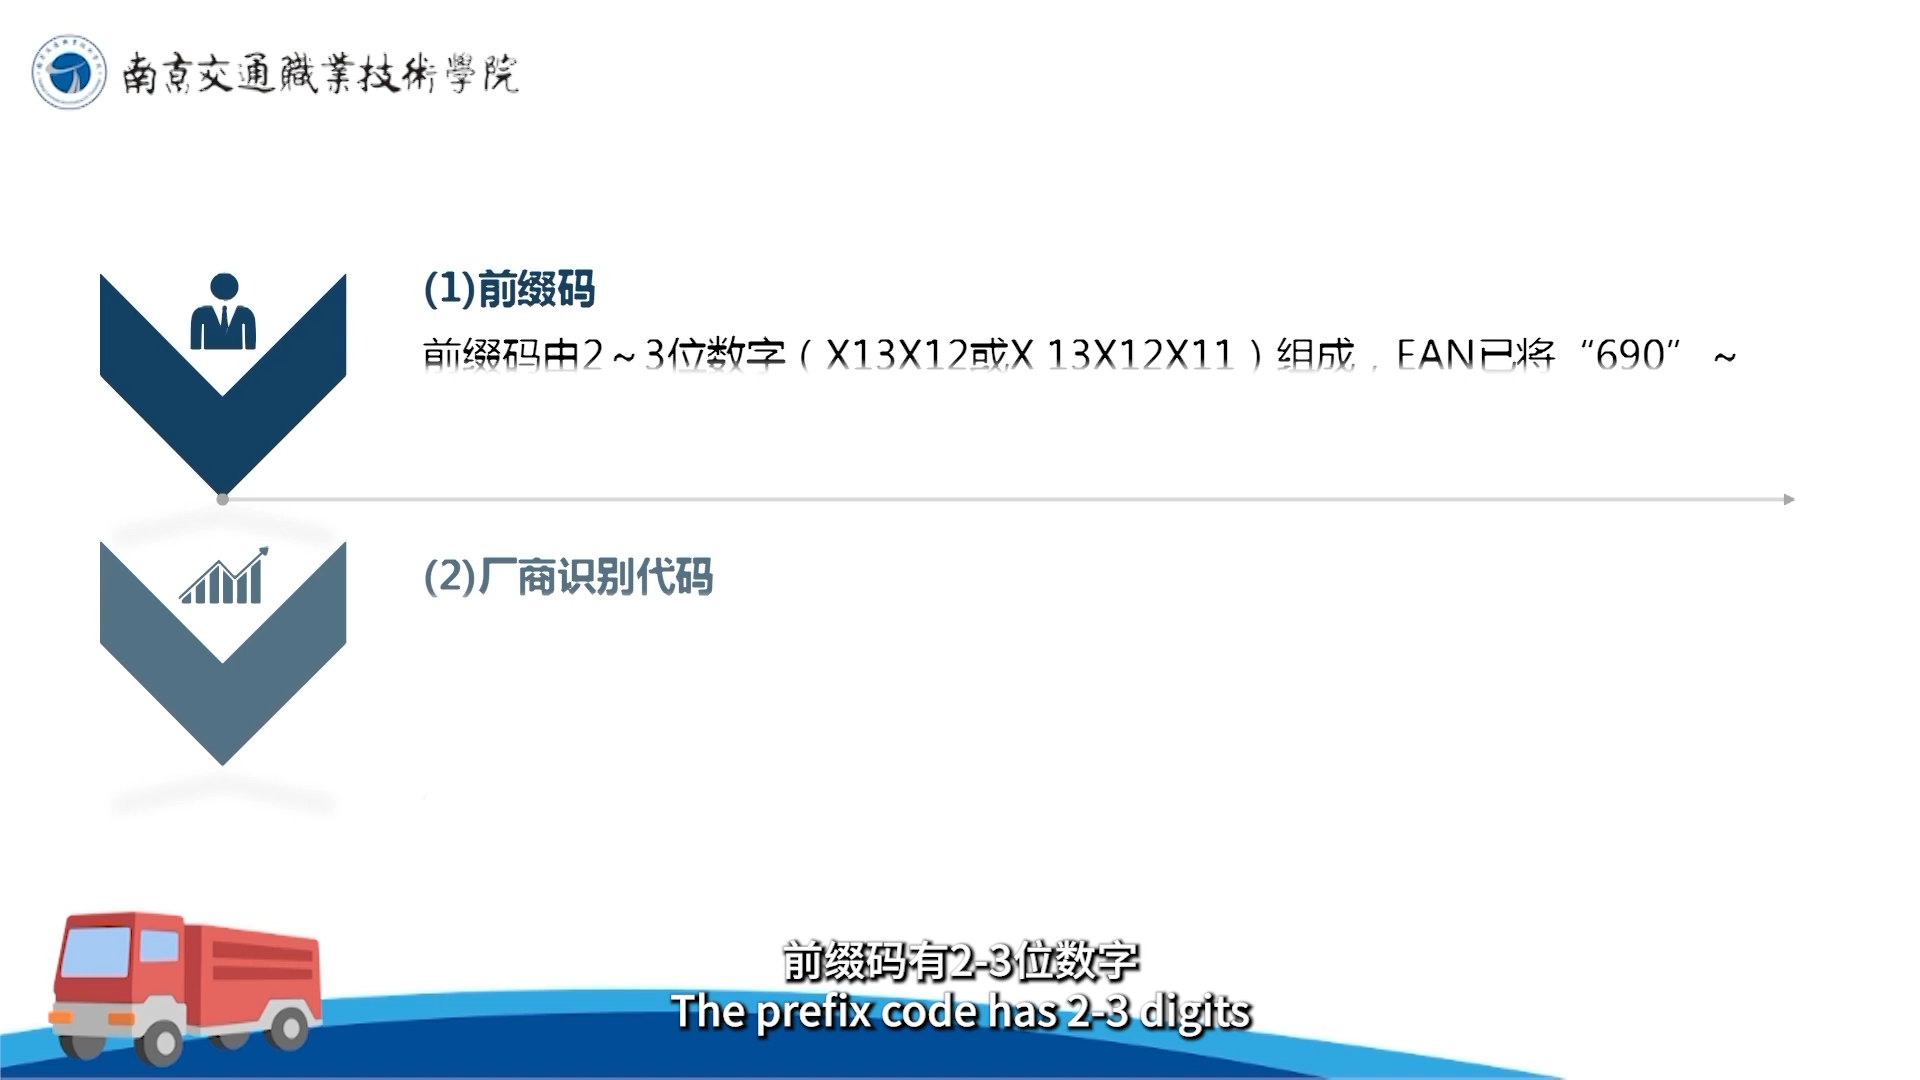 南京交通職業技術學院
(1)前缀码
前缀码由2～3位数字（X13X12或X 13X12X11）组成，EAN已将“690” ～
(2)厂商识别代码
前缀码有2-3位数字
The prefix code has 2-3 digits